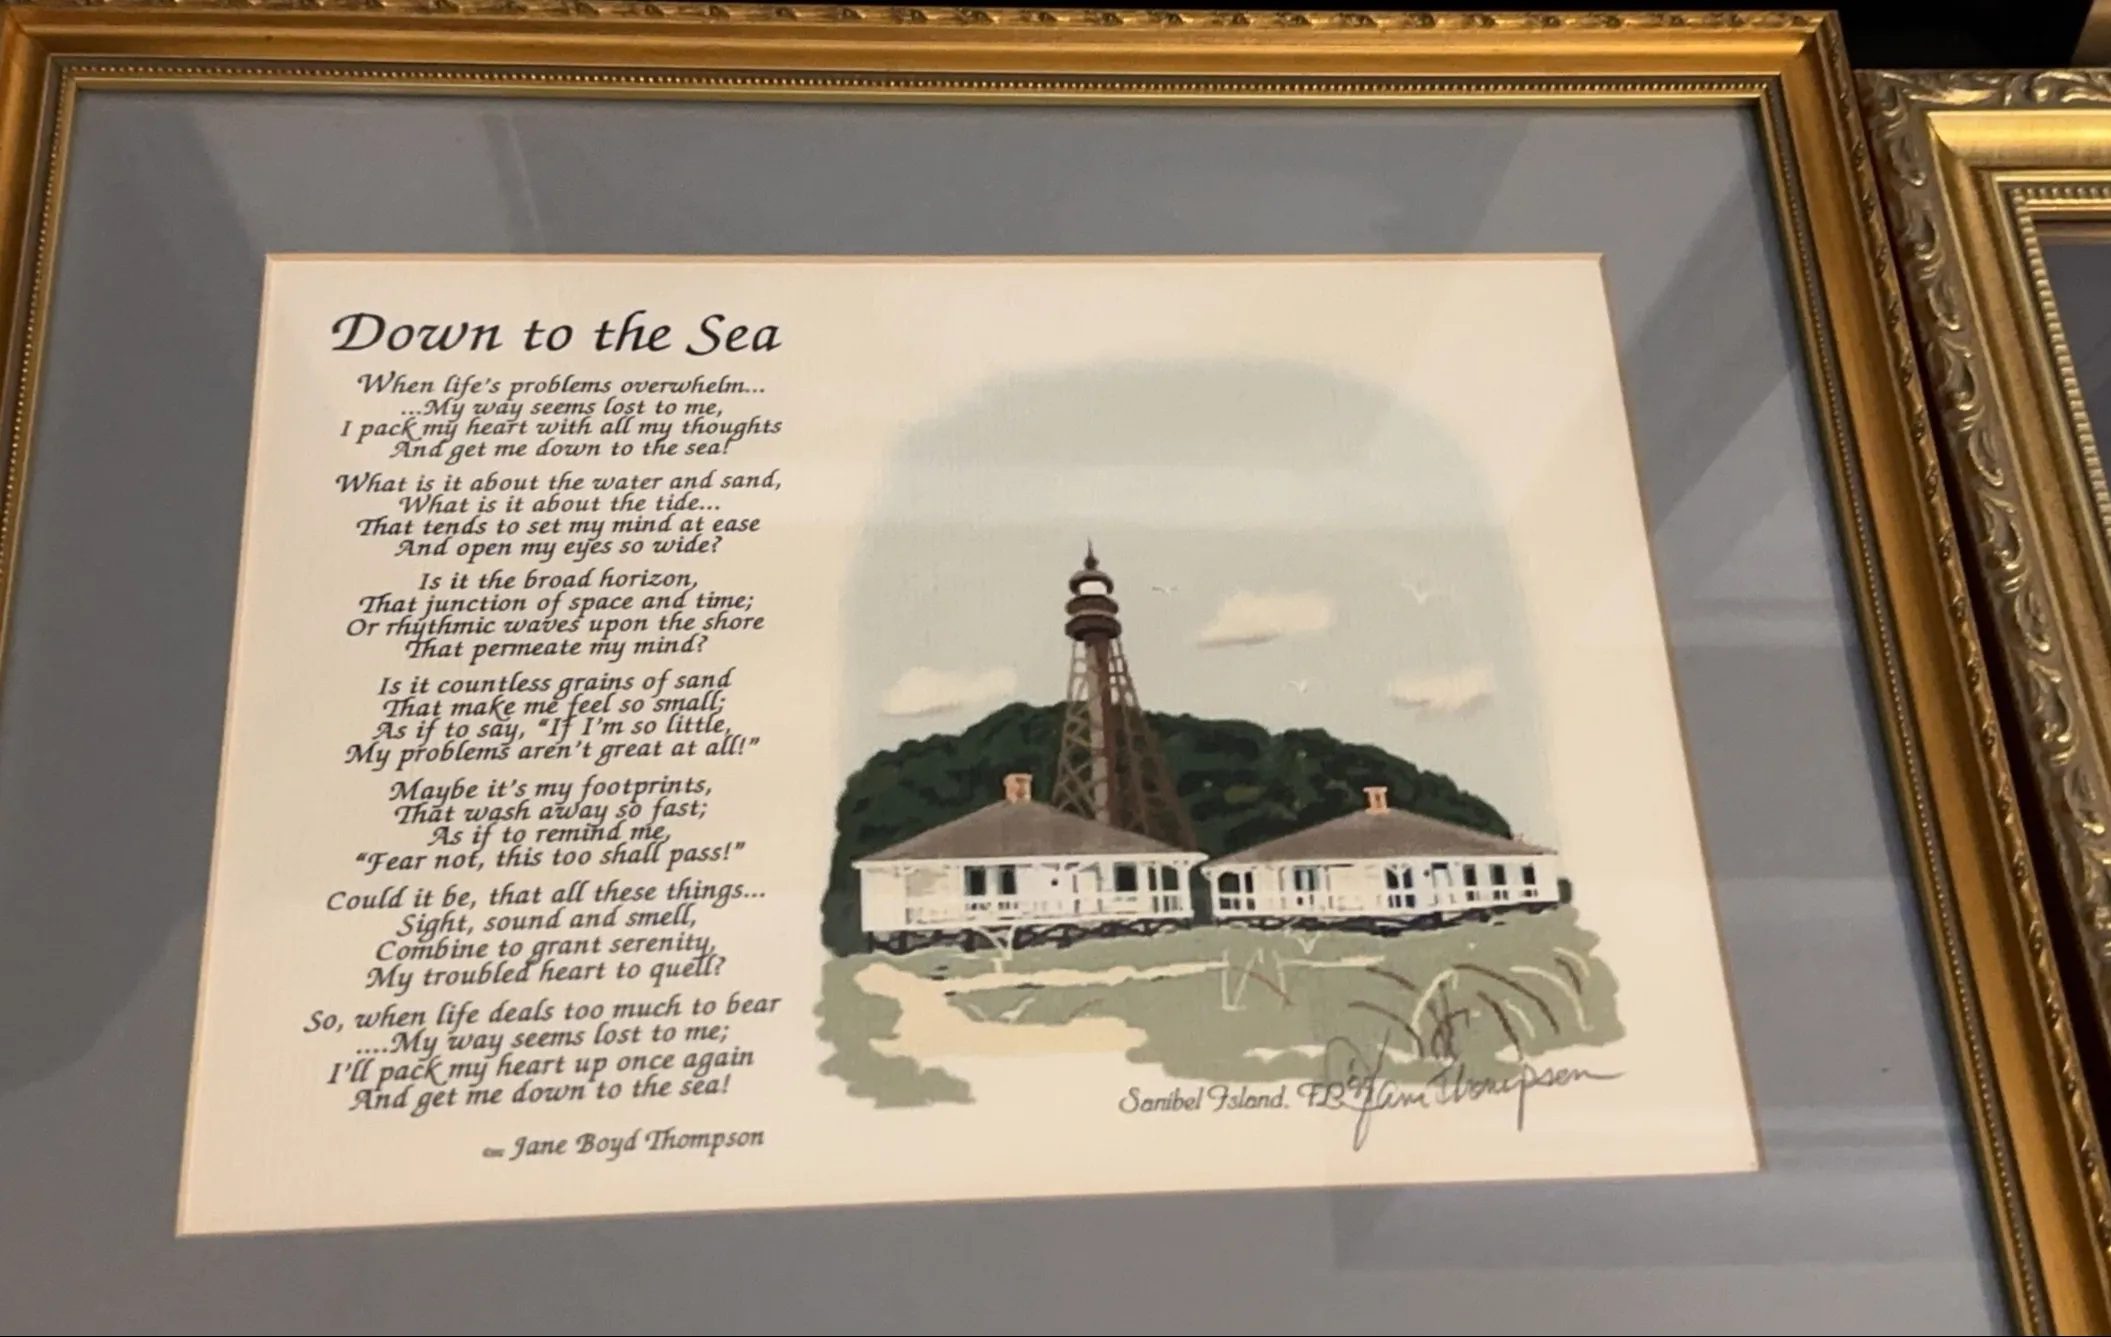 Down to the Sea
When life's problems overwhelm...
...My way seems lost to me,
I pack my heart with all my thoughts
And get me down to the sea!
What is it about the water and sand,
What is it about the tide...
That tends to set my mind at ease
And open my eyes so wide?
Is it the broad horizon,
That junction of space and time;
Or rhythmic waves upon the shore
That permeate my mind?
Is it countless grains of sand
That make me feel so small;
As if to say, "If I'm so little,
My problems aren't great at all!"
Maybe it's my footprints,
That wash away so fast;
As if to remind me,
"Fear not, this too shall pass!"
Could it be, that all these things...
Sight, sound and smell,
Combine to grant serenity,
My troubled heart to quell?
So, when life deals too much to bear
....My way seems lost to me;
I'll pack my heart up once again
And get me down to the sea!
Jane Boyd Thompson
Sanibel Island, FL
Thompson